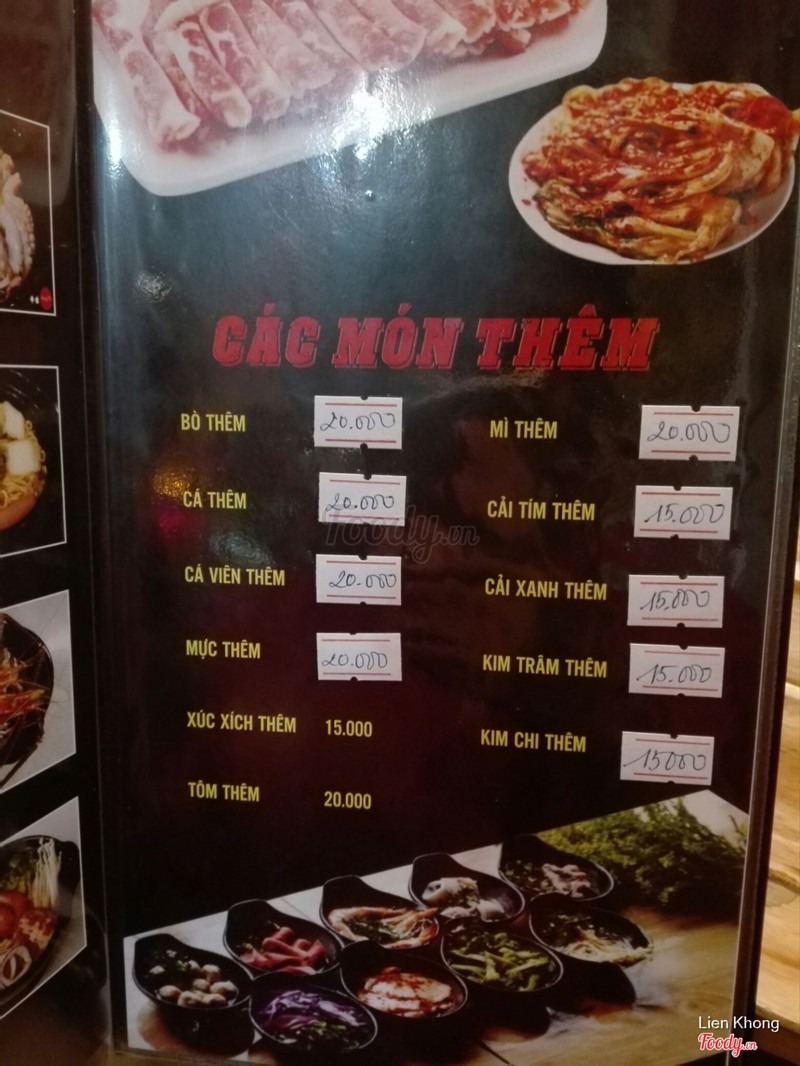 CÁC MÓN THÊM
BÒ THÊM 20.000
CÁ THÊM 20.000
CÁ VIÊN THÊM 20.000
MỰC THÊM 20.000
XÚC XÍCH THÊM 15.000
TÔM THÊM 20.000
MÌ THÊM 20.000
CẢI TÍM THÊM 15.000
CẢI XANH THÊM 15.000
KIM TRÂM THÊM 15.000
KIM CHI THÊM 15000
Foody.vn
Lien Khong
Foody.vn